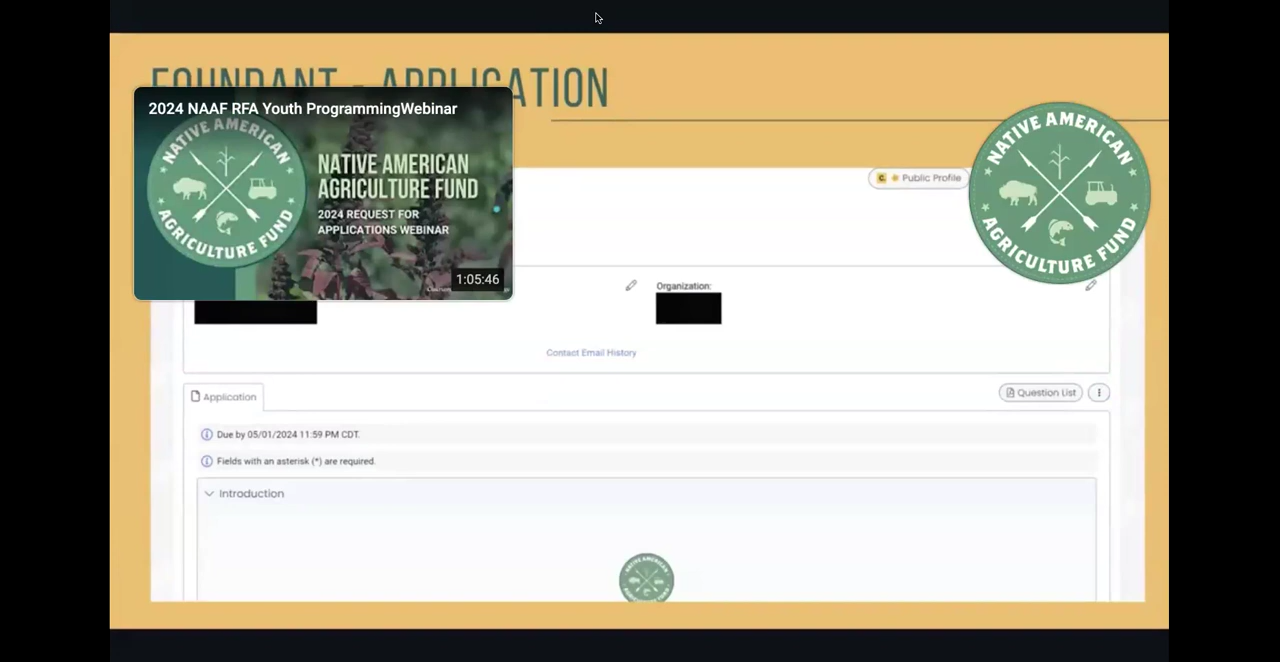 FOUNDANT - APPLICATION
2024 NAAF RFA Youth ProgrammingWebinar
NATIVE AMERICAN
AGRICULTURE FUND
NATIVE AMERICAN
AGRICULTURE FUND
2024 REQUEST FOR
APPLICATIONS WEBINAR
1:05:46
C. Public Profile
NATIVE AMERICAN
AGRICULTURE FUND
Organization:
Contact Email History
Application
Question List
Due by 05/01/2024 11:59 PM CDT.
Fields with an asterisk (*) are required.
Introduction
NATIVE AMERICAN